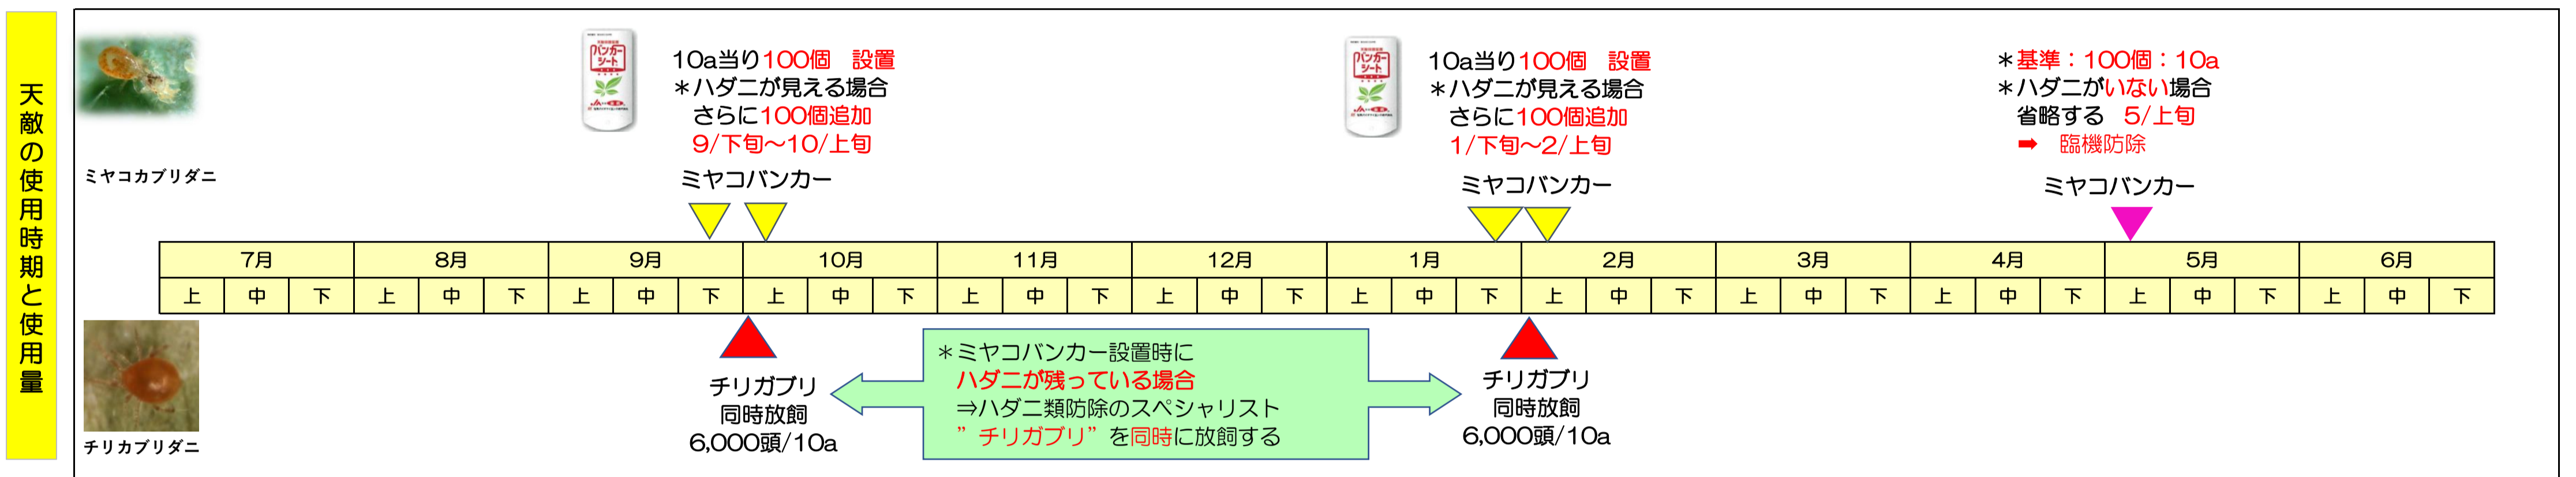 天敵の使用時期と使用量
ミヤコカブリダニ
バンカー
シート
10a当り100個 設置
＊ハダニが見える場合
さらに100個追加
9/下旬～10/上旬
ミヤコバンカー
バンカー
シート
10a当り100個 設置
＊ハダニが見える場合
さらに100個追加
1/下旬～2/上旬
ミヤコバンカー
＊基準：100個：10a
＊ハダニがいない場合
省略する 5/上旬
➡ 臨機防除
ミヤコバンカー
7月 8月 9月 10月 11月 12月 1月 2月 3月 4月 5月 6月
上 中 下 上 中 下 上 中 下 上 中 下 上 中 下 上 中 下 上 中 下 上 中 下 上 中 下 上 中 下 上 中 下 上 中 下
チリカブリダニ
チリガブリ
同時放飼
6,000頭/10a
＊ミヤコバンカー設置時に
ハダニが残っている場合
⇒ハダニ類防除のスペシャリスト
”チリガブリ”を同時に放飼する
チリガブリ
同時放飼
6,000頭/10a